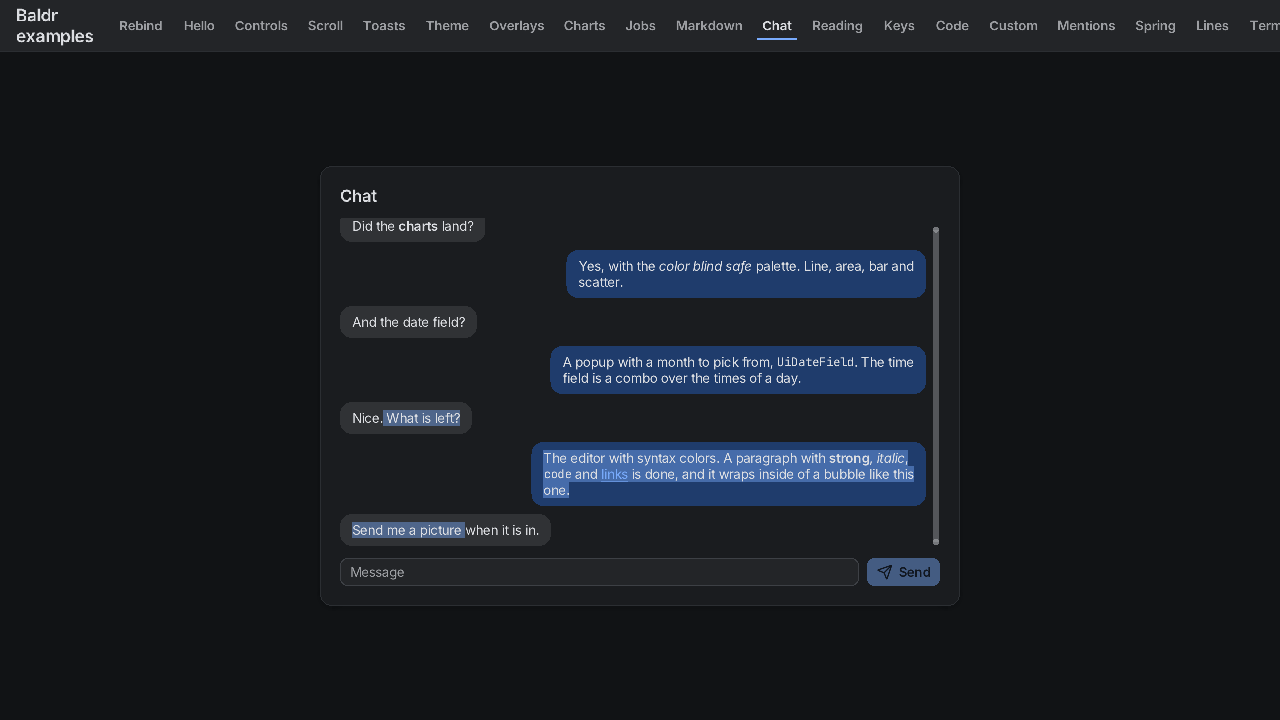 Baldr
examples
Rebind Hello Controls Scroll Toasts Theme Overlays Charts Jobs Markdown Chat Reading Keys Code Custom Mentions Spring Lines Term
Chat
Did the charts land?
Yes, with the color blind safe palette. Line, area, bar and
scatter.
And the date field?
A popup with a month to pick from, UiDateField. The time
field is a combo over the times of a day.
Nice. What is left?
The editor with syntax colors. A paragraph with strong, italic,
code and links is done, and it wraps inside of a bubble like this
one.
Send me a picture when it is in.
Message
Send